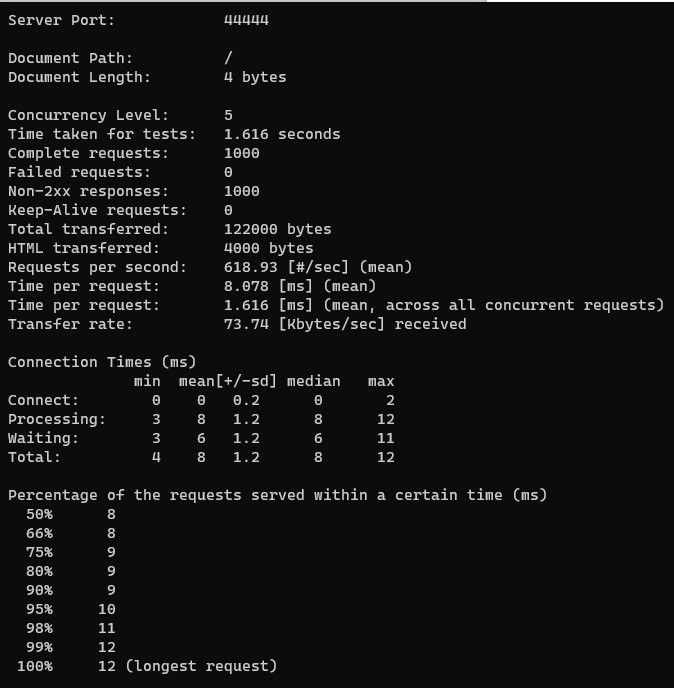 Server Port:            44444
Document Path:          /
Document Length:        4 bytes
Concurrency Level:      5
Time taken for tests:   1.616 seconds
Complete requests:      1000
Failed requests:        0
Non-2xx responses:      1000
Keep-Alive requests:    0
Total transferred:      122000 bytes
HTML transferred:       4000 bytes
Requests per second:    618.93 [#/sec] (mean)
Time per request:       8.078 [ms] (mean)
Time per request:       1.616 [ms] (mean, across all concurrent requests)
Transfer rate:          73.74 [Kbytes/sec] received
Connection Times (ms)
              min  mean[+/-sd] median   max
Connect:        0    0   0.2      0       2
Processing:     3    8   1.2      8      12
Waiting:        3    6   1.2      6      11
Total:          4    8   1.2      8      12
Percentage of the requests served within a certain time (ms)
  50%      8
  66%      8
  75%      9
  80%      9
  90%      9
  95%     10
  98%     11
  99%     12
 100%     12 (longest request)